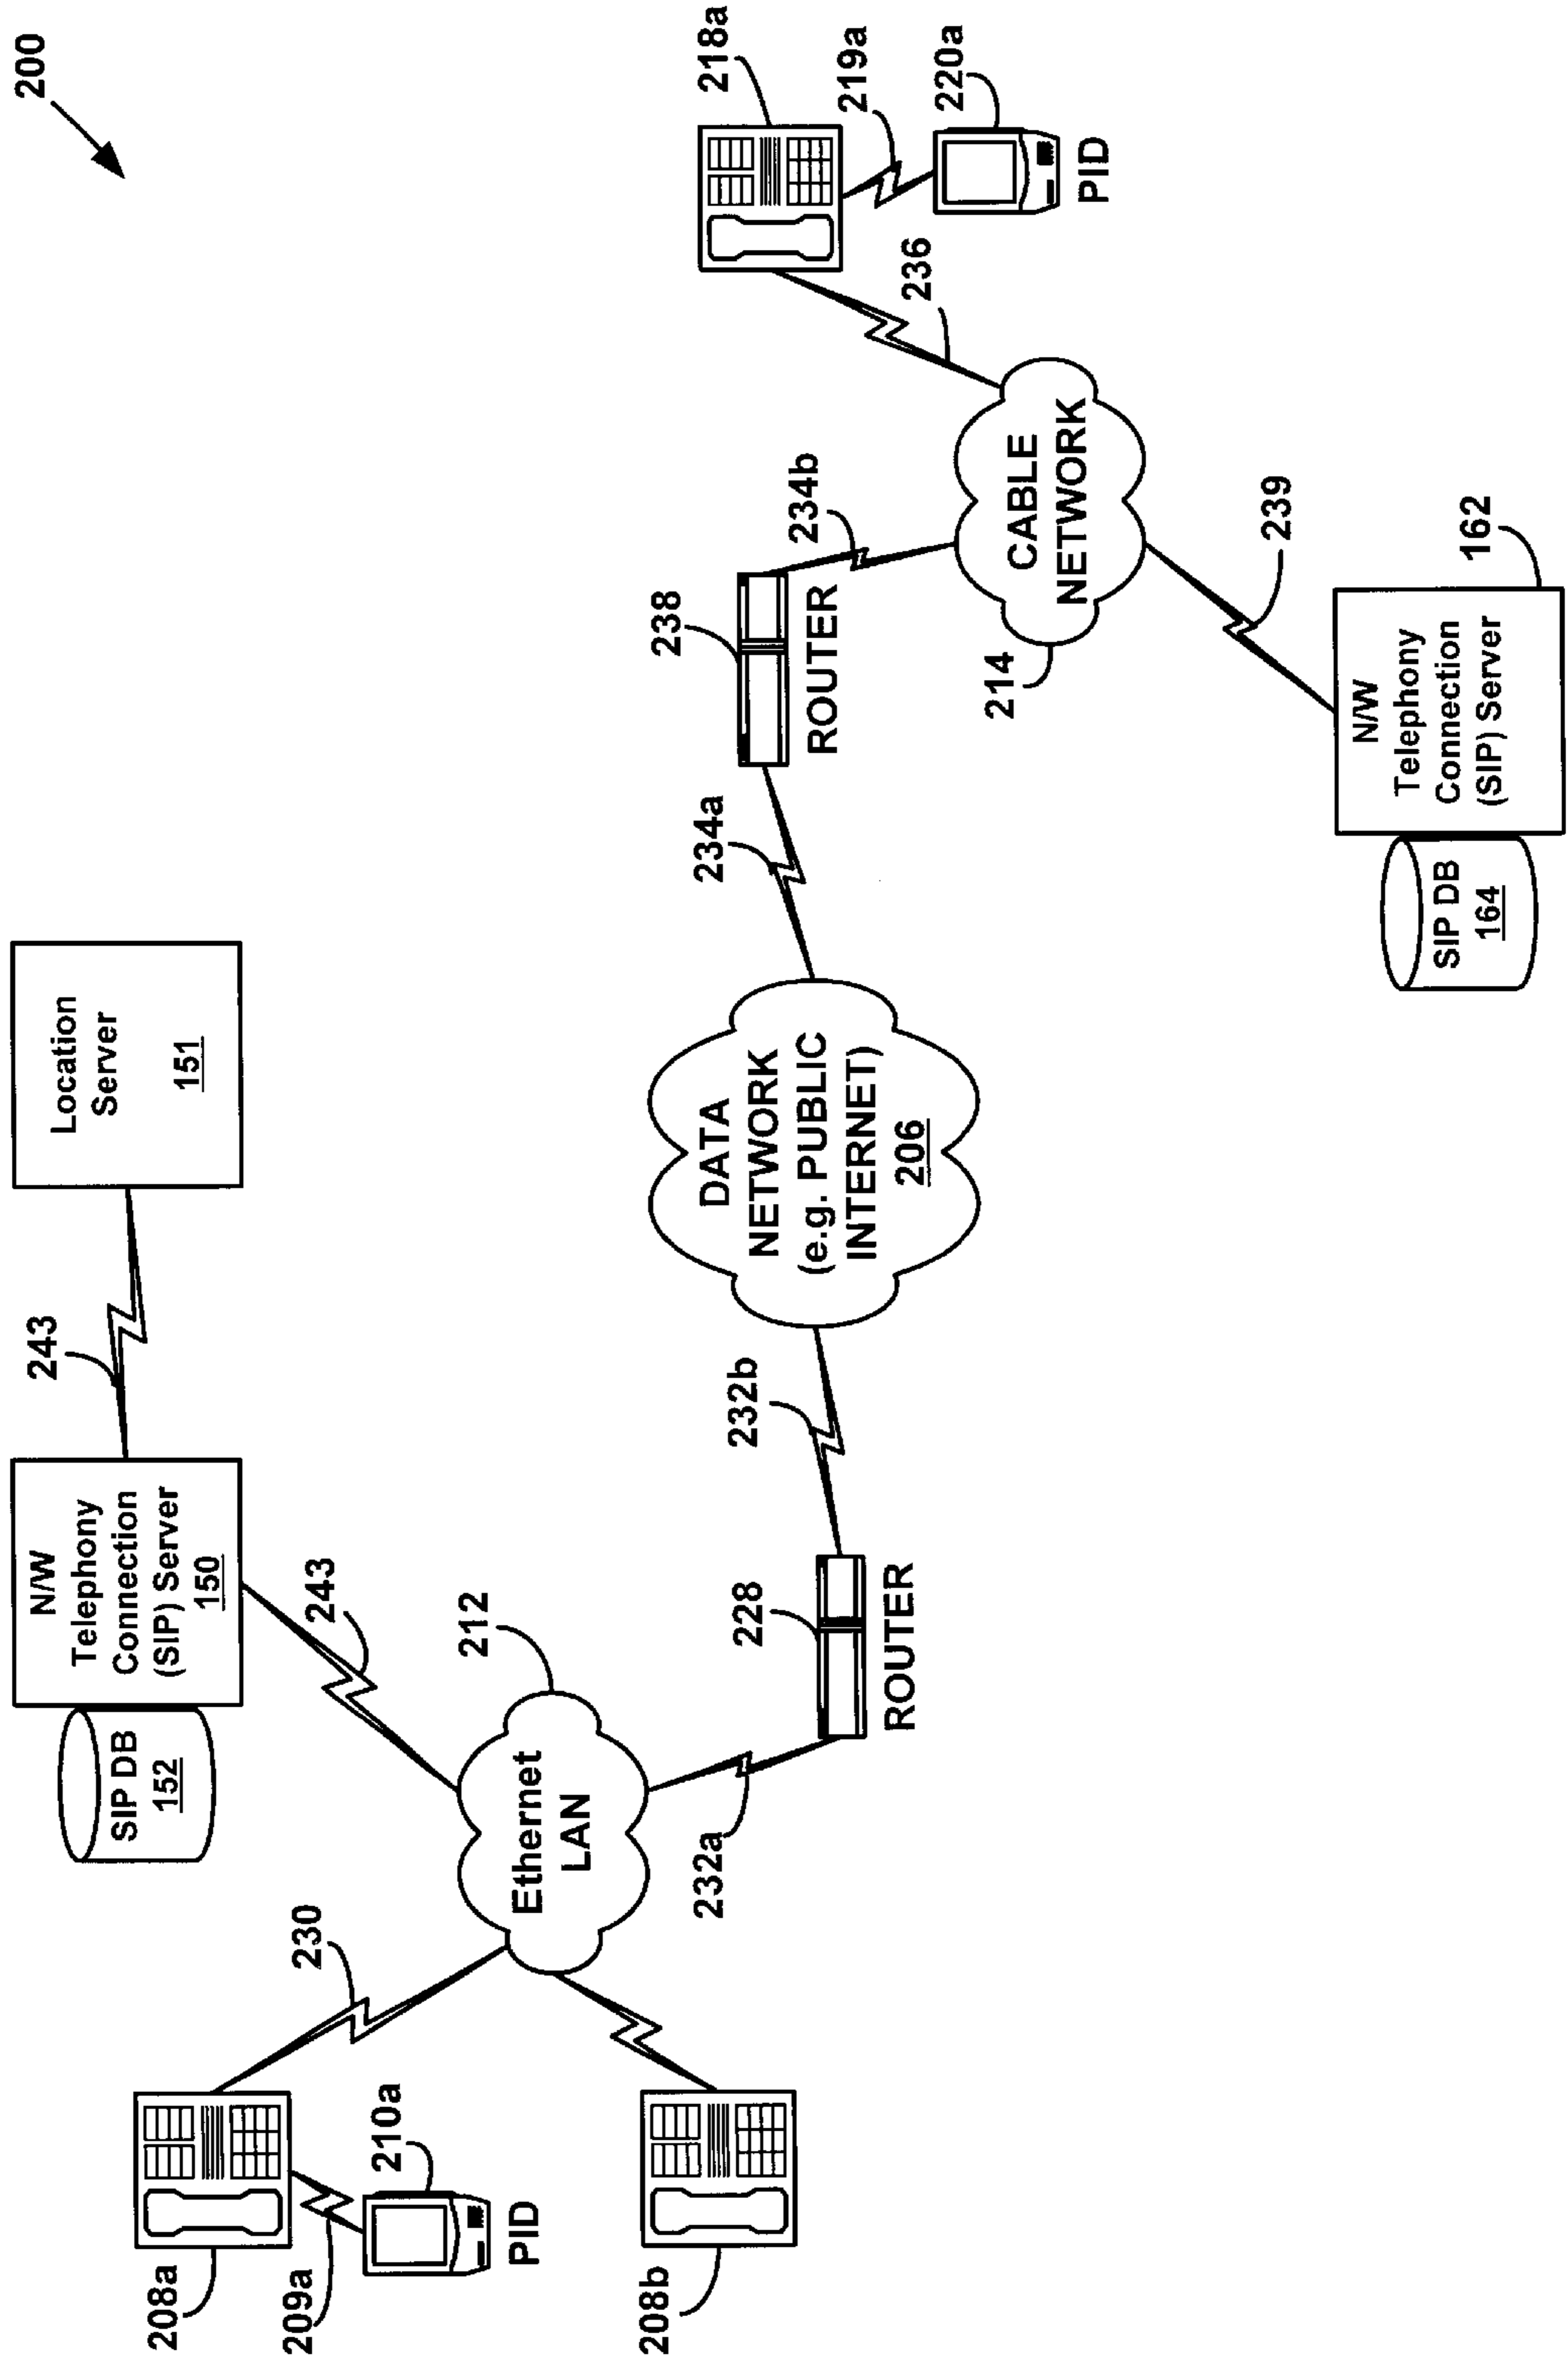 200
N/W
Telephony
Connection
(SIP) Server
150
SIP DB
152
243
Location
Server
151
243
208a
209a
210a
PID
230
208b
Ethernet
LAN
212
232a
228
ROUTER
232b
DATA
NETWORK
(e.g. PUBLIC
INTERNET)
206
234a
238
ROUTER
234b
218a
219a
220a
PID
236
CABLE
NETWORK
214
239
162
N/W
Telephony
Connection
(SIP) Server
SIP DB
164